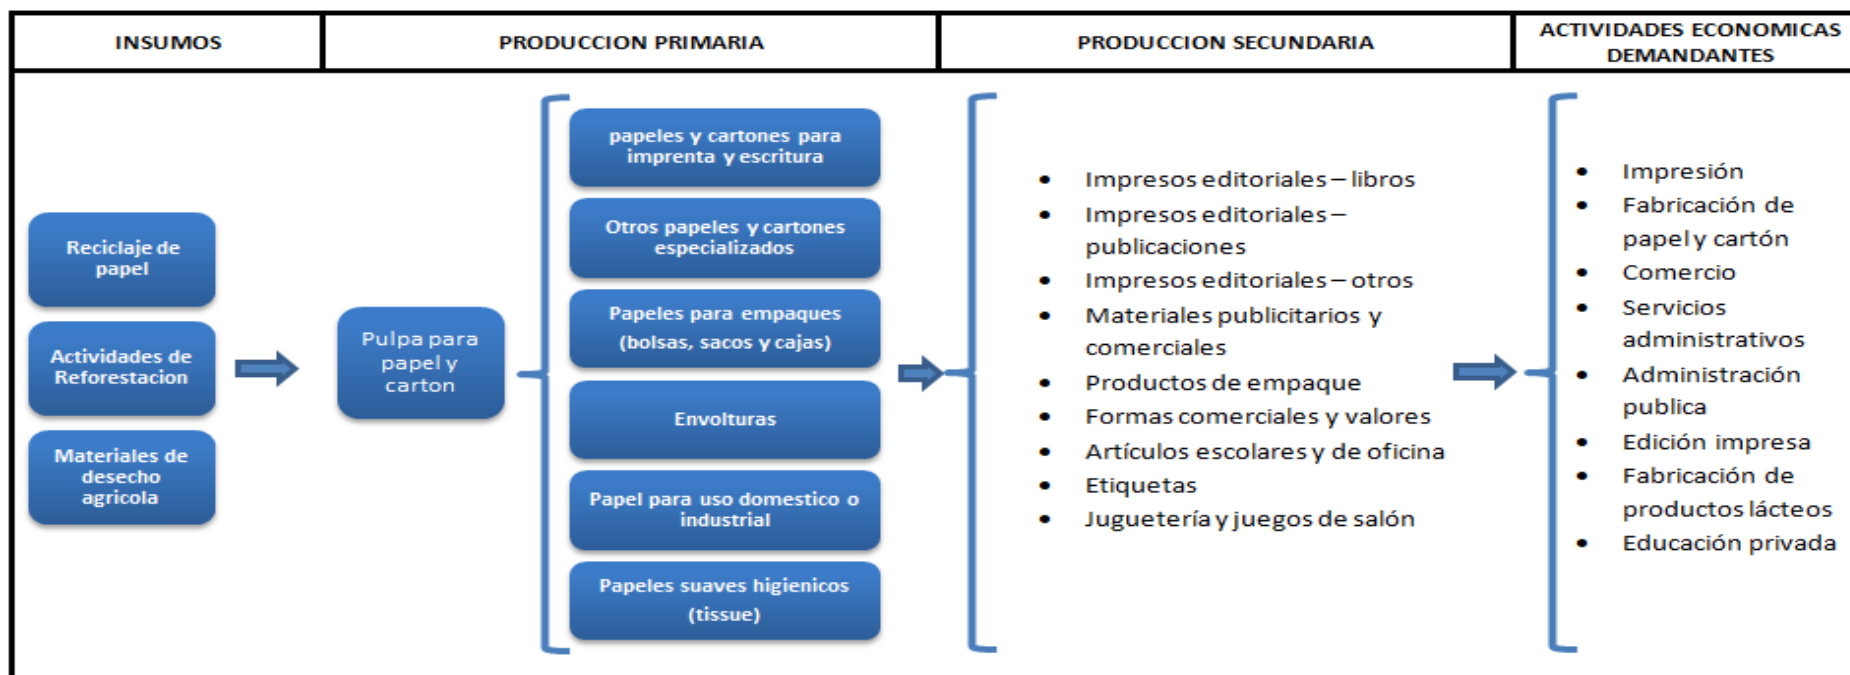 INSUMOS
PRODUCCION PRIMARIA
PRODUCCION SECUNDARIA
ACTIVIDADES ECONOMICAS
DEMANDANTES
Reciclaje de
papel
Actividades de
Reforestacion
Materiales de
desecho
agricola
Pulpa para
papel y
carton
papeles y cartones para
imprenta y escritura
Otros papeles y cartones
especializados
Papeles para empaques
(bolsas, sacos y cajas)
Envolturas
Papel para uso domestico o
industrial
Papeles suaves higienicos
(tissue)
• Impresos editoriales – libros
• Impresos editoriales –
publicaciones
• Impresos editoriales – otros
• Materiales publicitarios y
comerciales
• Productos de empaque
• Formas comerciales y valores
• Artículos escolares y de oficina
• Etiquetas
• Juguetería y juegos de salón
• Impresión
• Fabricación de
papel y cartón
• Comercio
• Servicios
administrativos
• Administración
publica
• Edición impresa
• Fabricación de
productos lácteos
• Educación privada